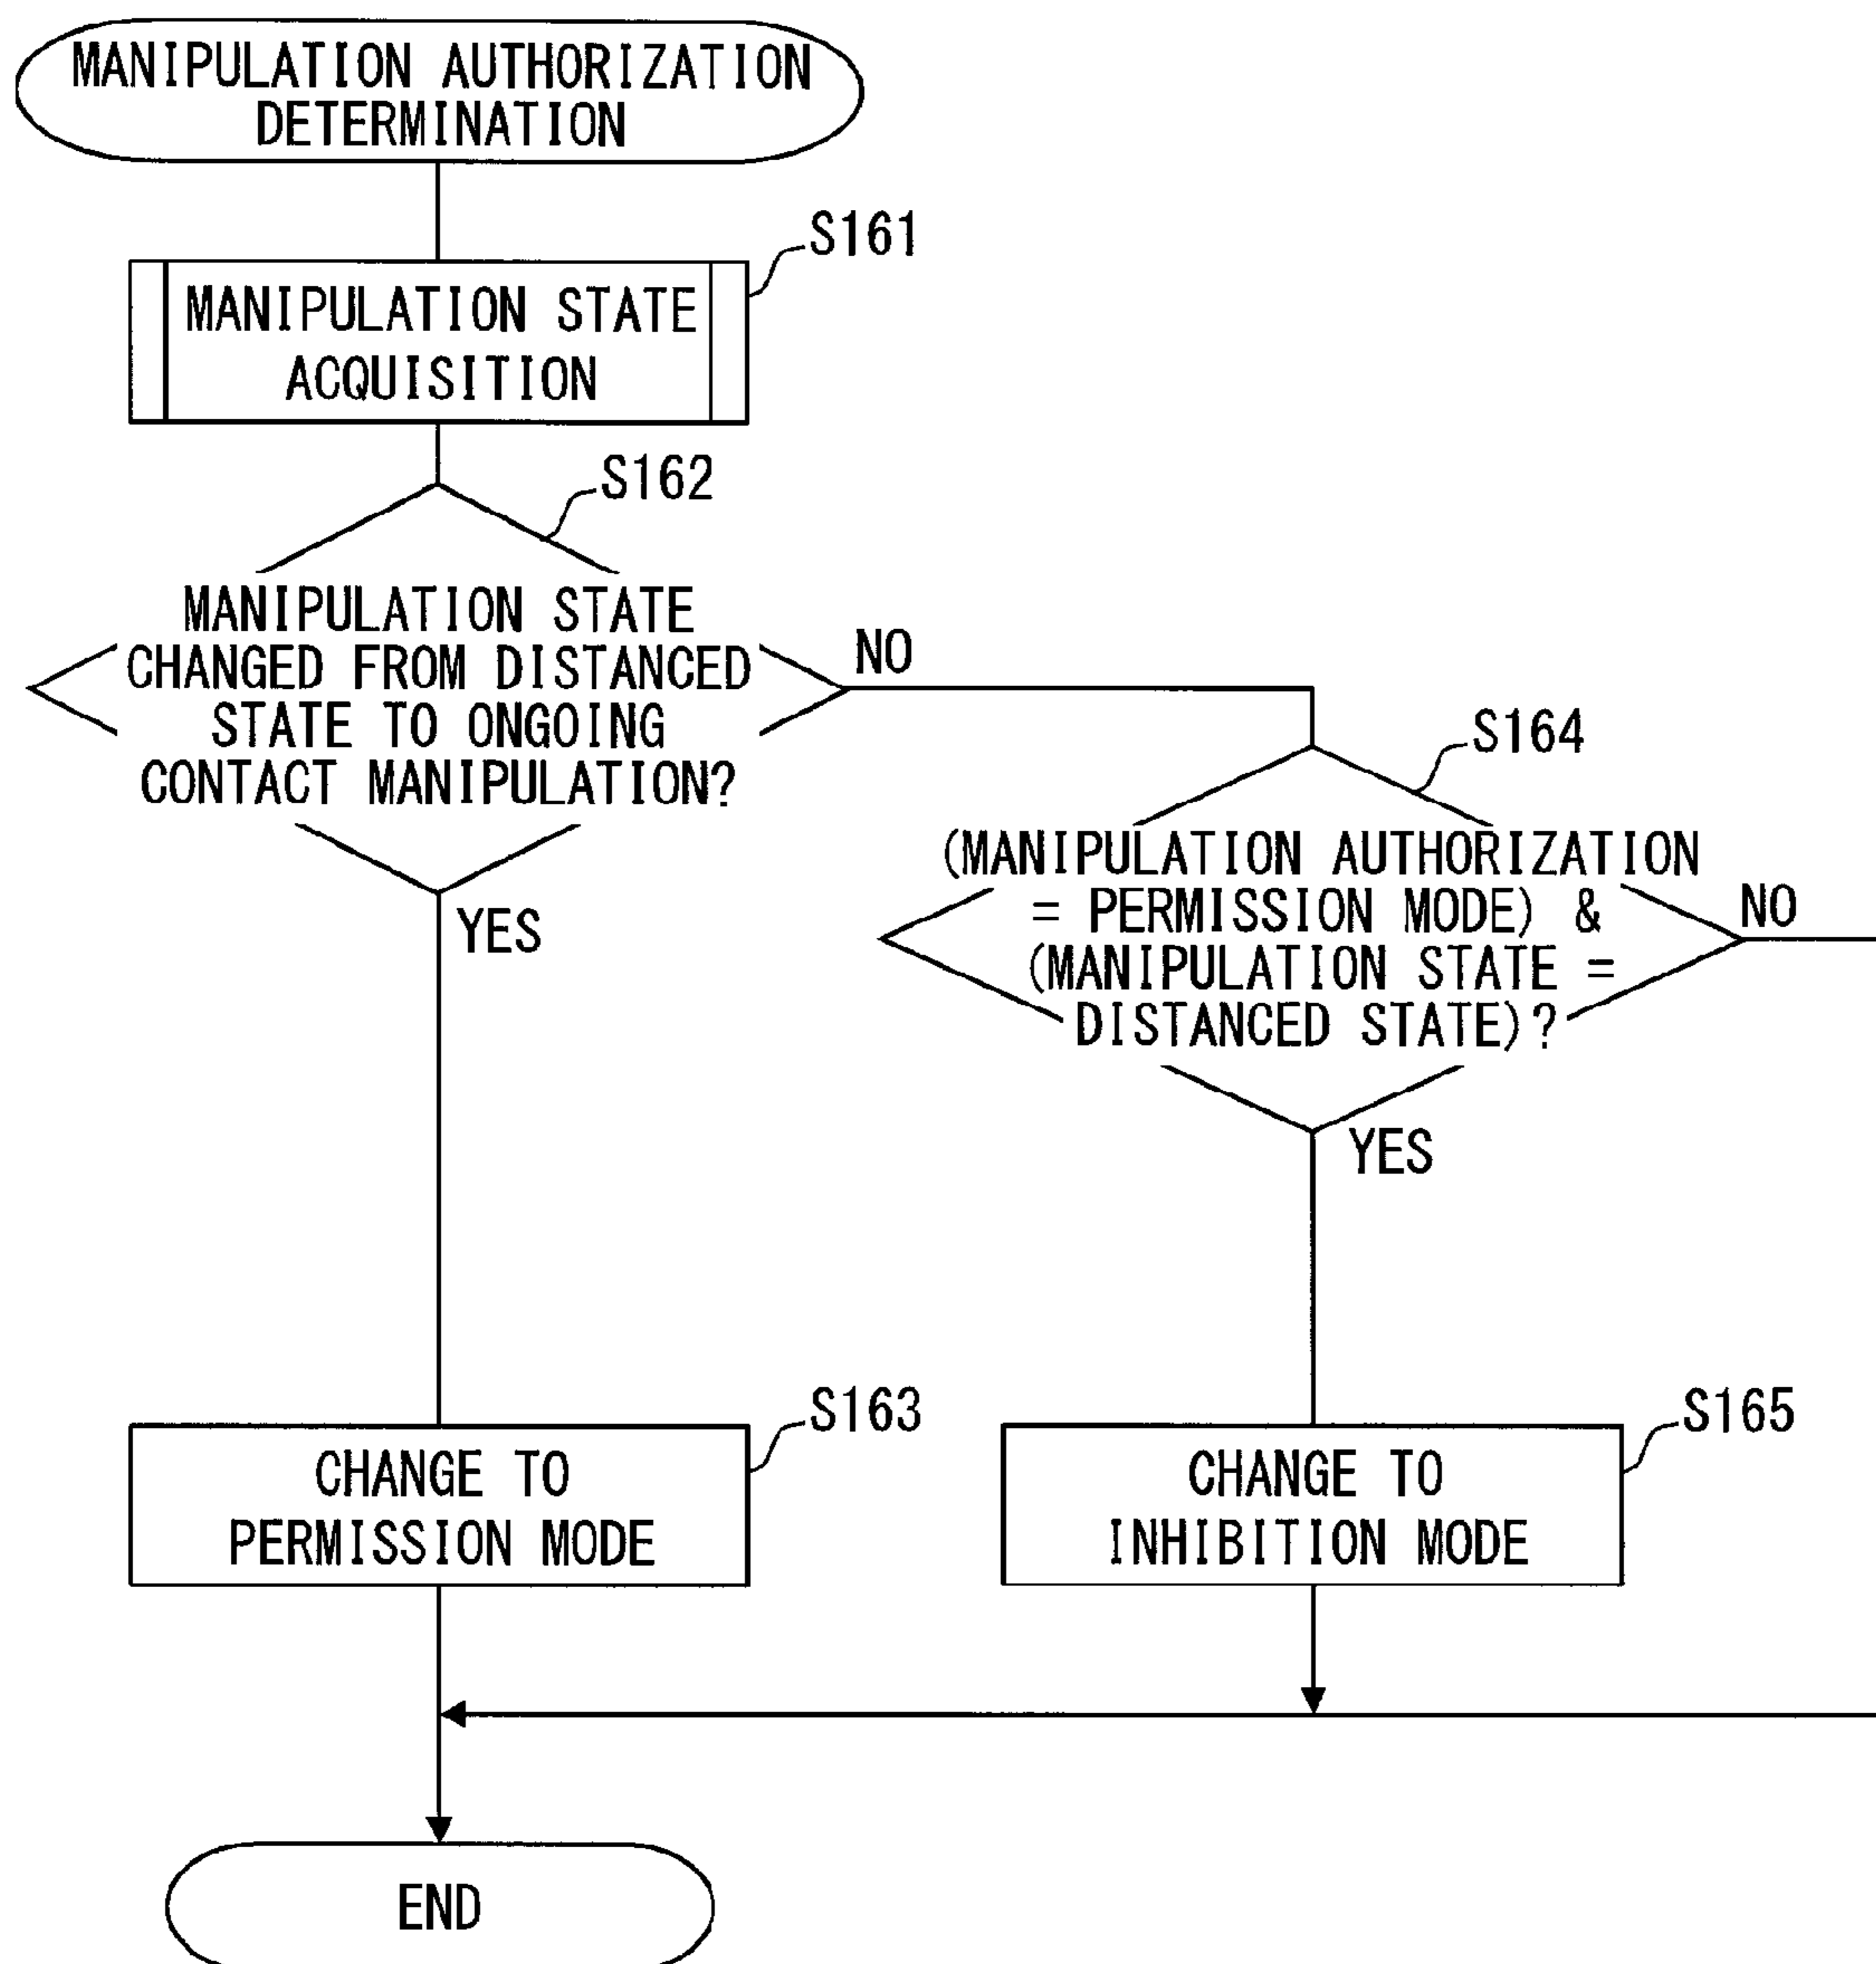 MANIPULATION AUTHORIZATION
DETERMINATION
S161
MANIPULATION STATE
ACQUISITION
S162
MANIPULATION STATE
CHANGED FROM DISTANCED
STATE TO ONGOING
CONTACT MANIPULATION?
NO
YES
S164
(MANIPULATION AUTHORIZATION
= PERMISSION MODE) &
(MANIPULATION STATE =
DISTANCED STATE)?
NO
YES
S163
CHANGE TO
PERMISSION MODE
S165
CHANGE TO
INHIBITION MODE
END